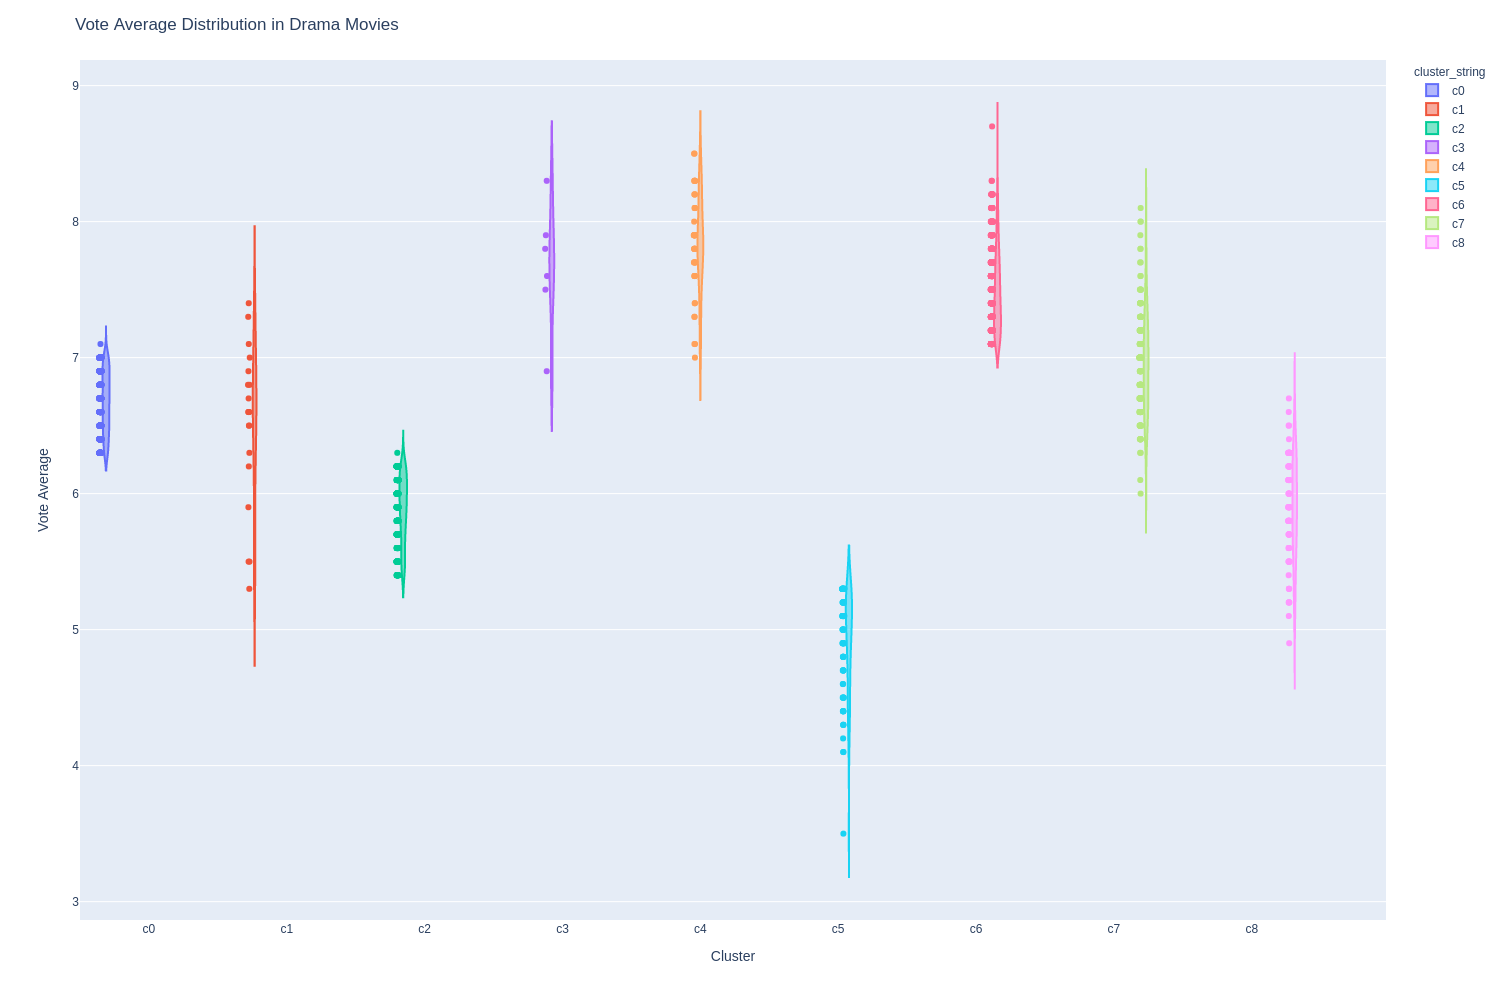 Vote Average Distribution in Drama Movies
cluster_string
c0
c1
c2
c3
c4
c5
c6
c7
c8
9
8
7
6
5
4
3
Vote Average
c0 c1 c2 c3 c4 c5 c6 c7 c8
Cluster